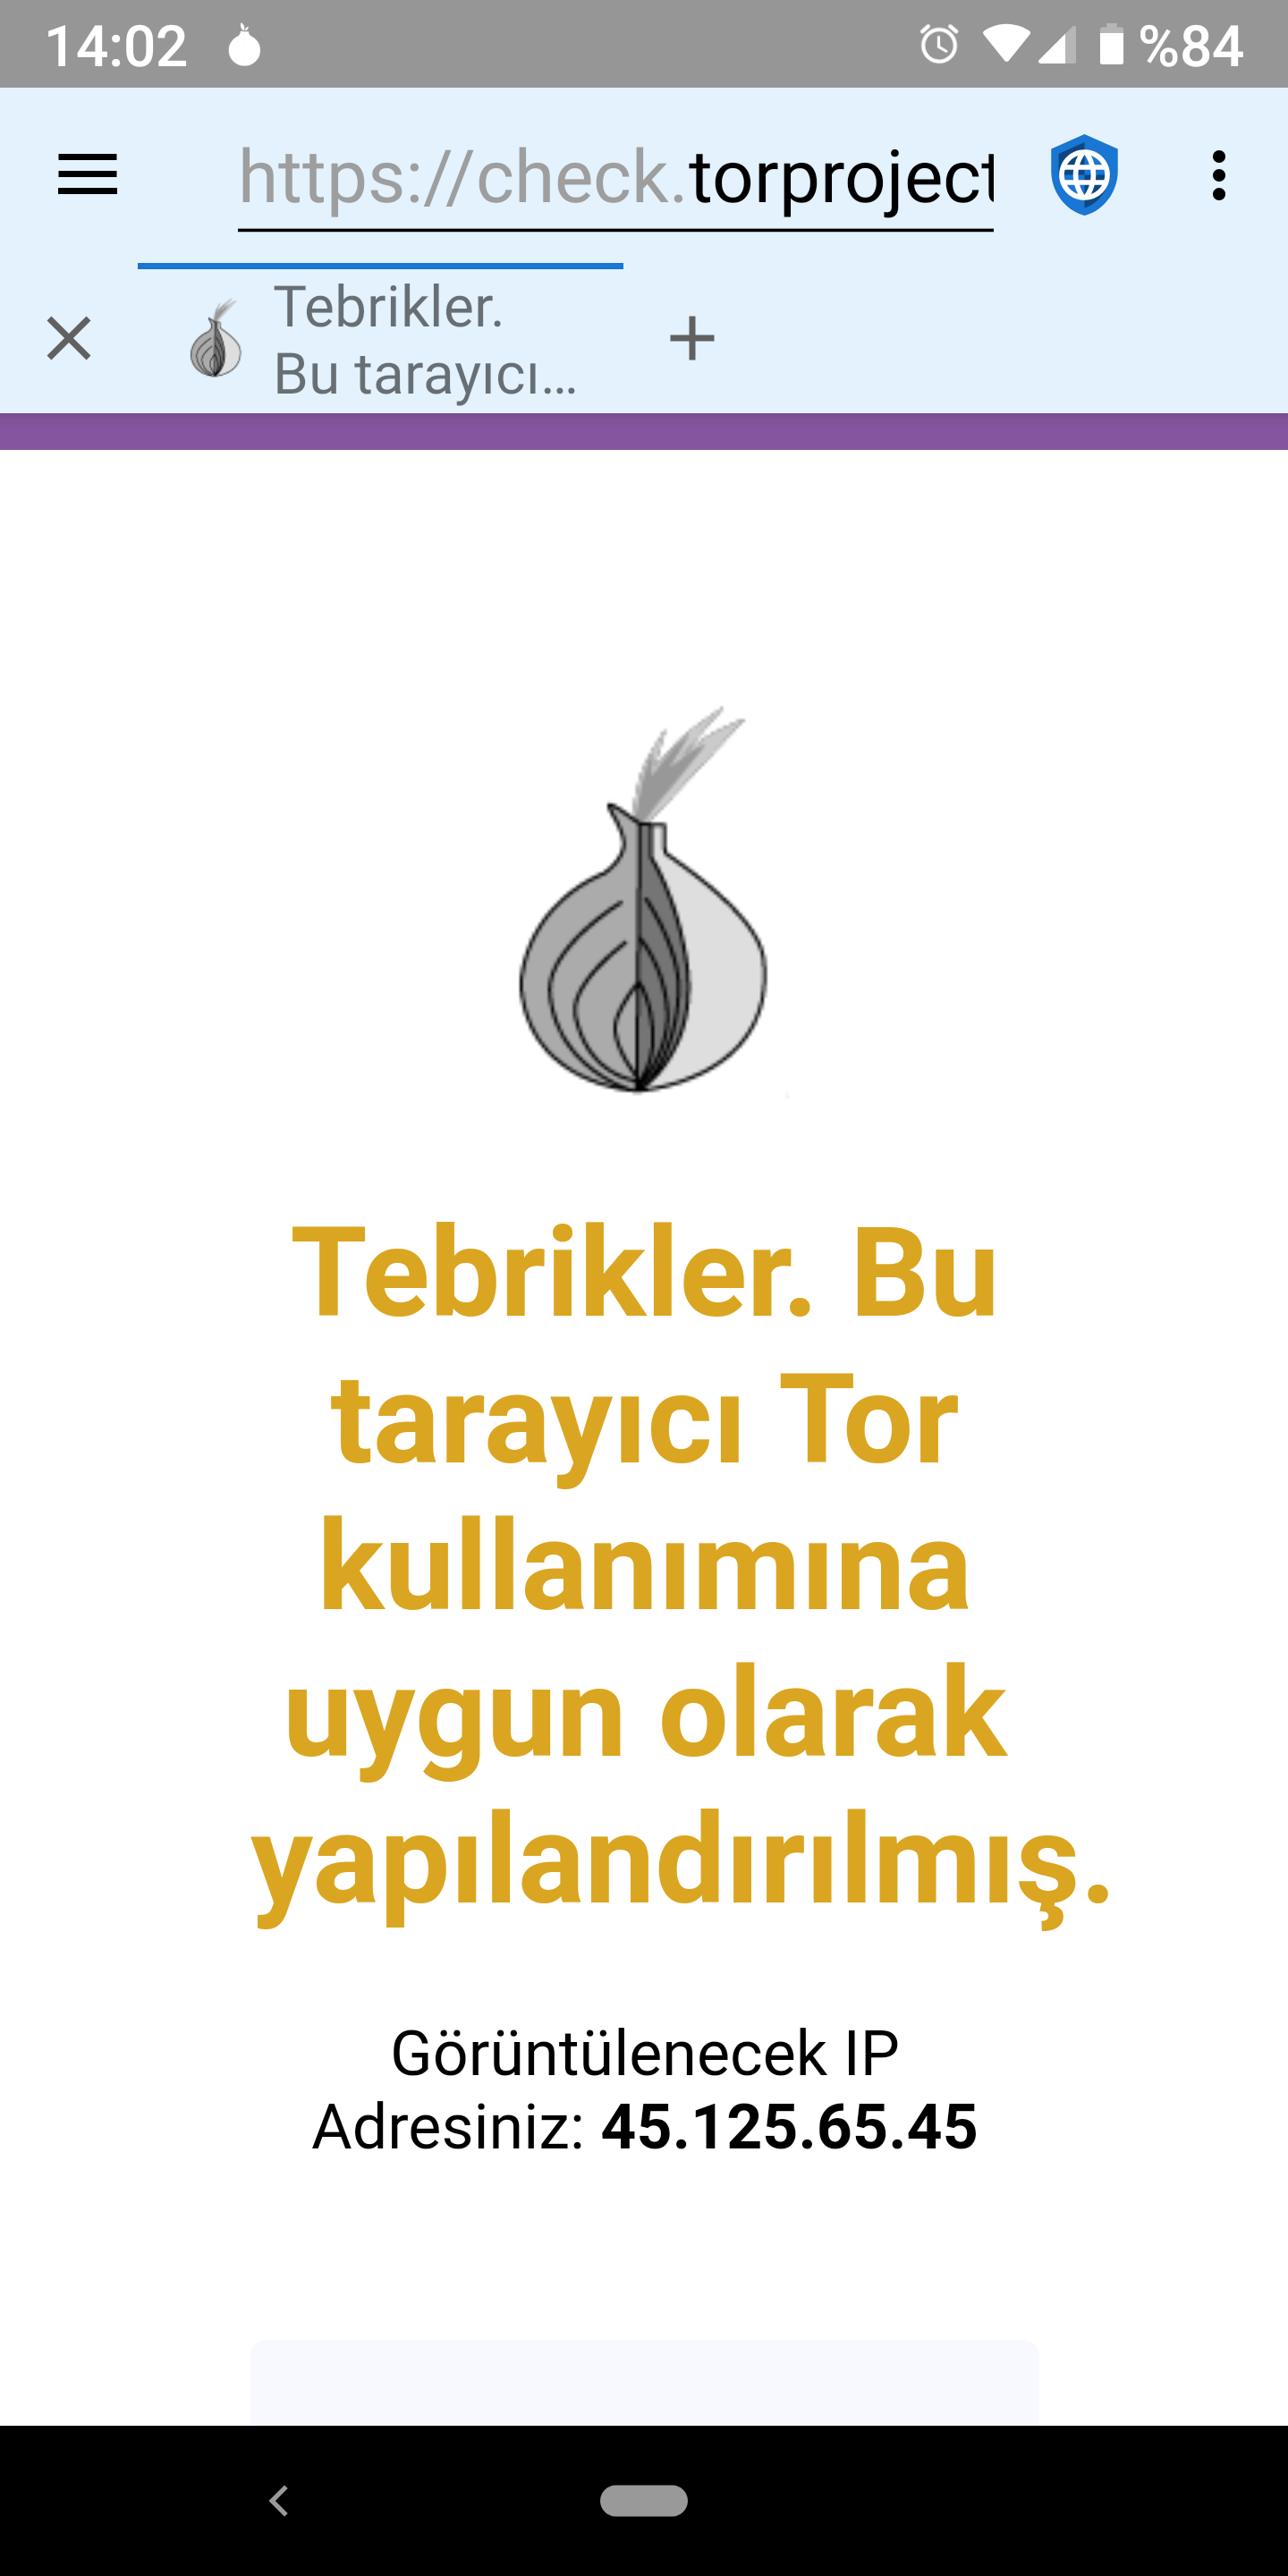 14:02
%84
https://check.torproject
Tebrikler.
Bu tarayıcı...
Tebrikler. Bu
tarayıcı Tor
kullanımına
uygun olarak
yapılandırılmış.
Görüntülenecek IP
Adresiniz: 45.125.65.45